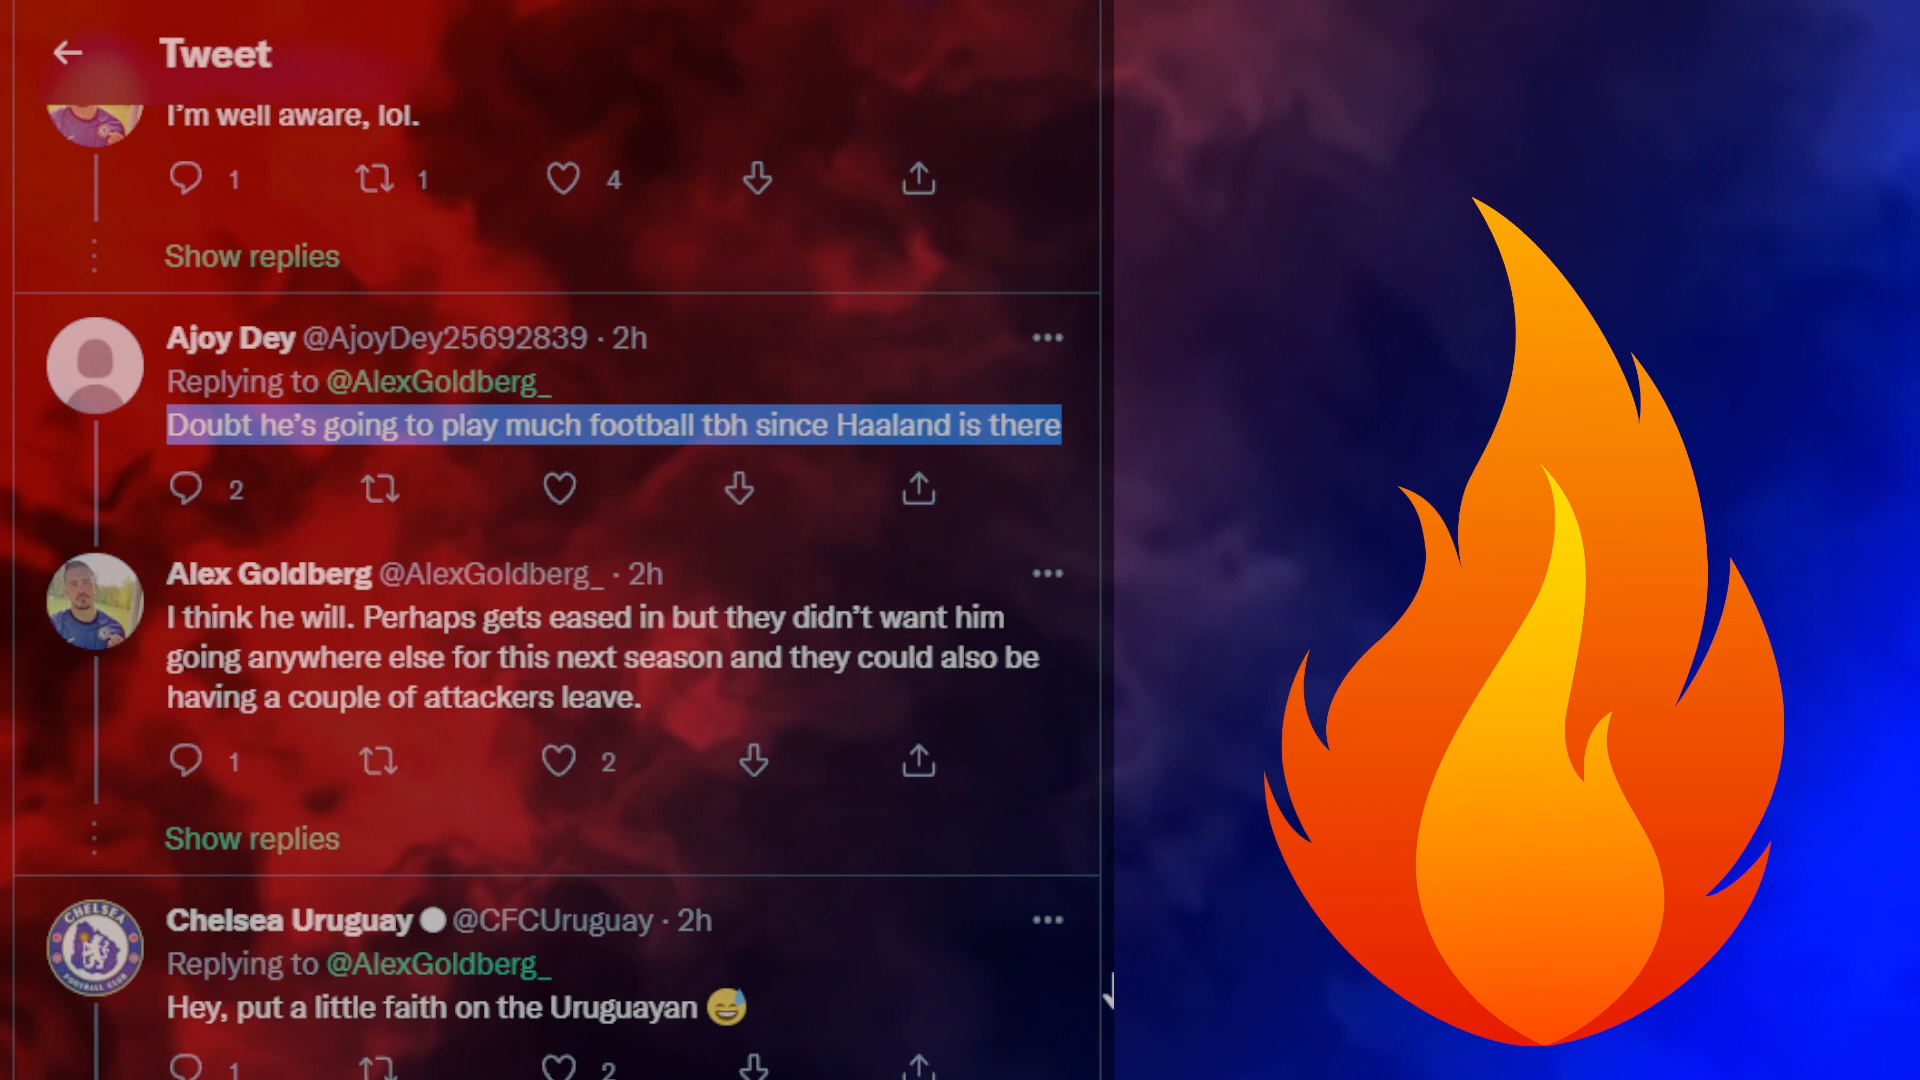 Tweet
I'm well aware, lol.
1
1
4
Show replies
Ajoy Dey @AjoyDey25692839 · 2h
Replying to @AlexGoldberg_
Doubt he's going to play much football tbh since Haaland is there
2
Alex Goldberg @AlexGoldberg_ · 2h
I think he will. Perhaps gets eased in but they didn't want him
going anywhere else for this next season and they could also be
having a couple of attackers leave.
1
2
Show replies
CHELSEA
FOOTBALL CLUB
Chelsea Uruguay @CFCUruguay · 2h
Replying to @AlexGoldberg_
Hey, put a little faith on the Uruguayan 😅
1
2